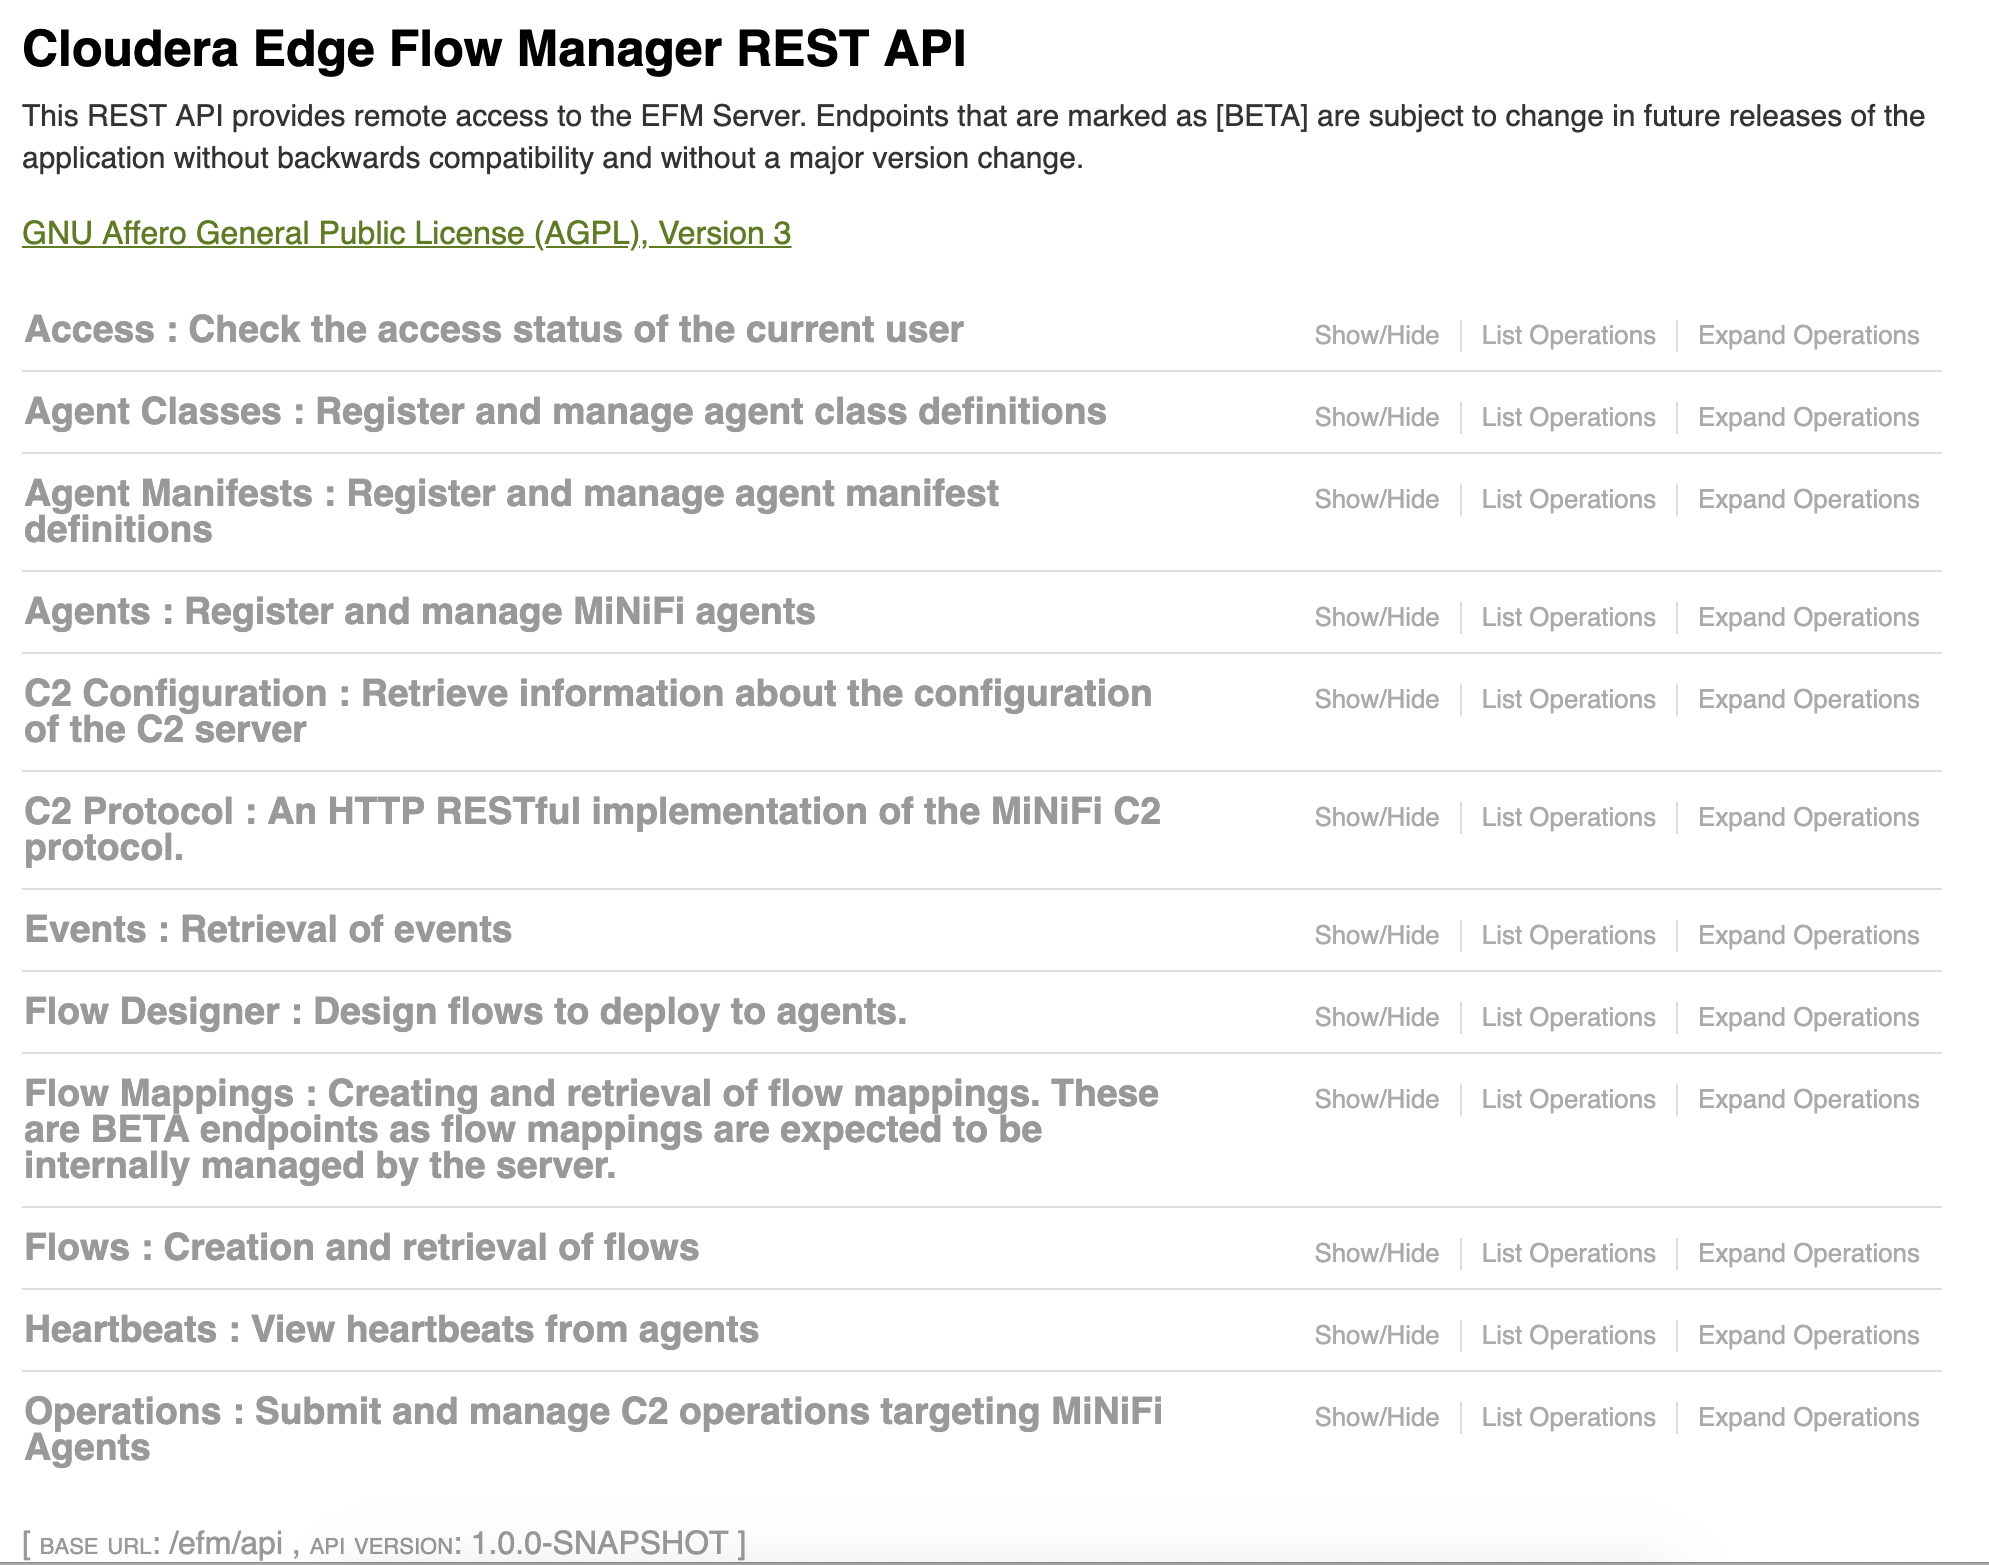 Cloudera Edge Flow Manager REST API
This REST API provides remote access to the EFM Server. Endpoints that are marked as [BETA] are subject to change in future releases of the
application without backwards compatibility and without a major version change.
GNU Affero General Public License (AGPL), Version 3
Access : Check the access status of the current user
Show/Hide List Operations Expand Operations
Agent Classes : Register and manage agent class definitions
Show/Hide List Operations Expand Operations
Agent Manifests : Register and manage agent manifest
definitions
Show/Hide List Operations Expand Operations
Agents : Register and manage MiNiFi agents
Show/Hide List Operations Expand Operations
C2 Configuration : Retrieve information about the configuration
of the C2 server
Show/Hide List Operations Expand Operations
C2 Protocol : An HTTP RESTful implementation of the MiNiFi C2
protocol.
Show/Hide List Operations Expand Operations
Events : Retrieval of events
Show/Hide List Operations Expand Operations
Flow Designer : Design flows to deploy to agents.
Show/Hide List Operations Expand Operations
Flow Mappings : Creating and retrieval of flow mappings. These
are BETA endpoints as flow mappings are expected to be
internally managed by the server.
Show/Hide List Operations Expand Operations
Flows : Creation and retrieval of flows
Show/Hide List Operations Expand Operations
Heartbeats : View heartbeats from agents
Show/Hide List Operations Expand Operations
Operations : Submit and manage C2 operations targeting MiNiFi
Agents
Show/Hide List Operations Expand Operations
[ BASE URL: /efm/api , API VERSION: 1.0.0-SNAPSHOT ]